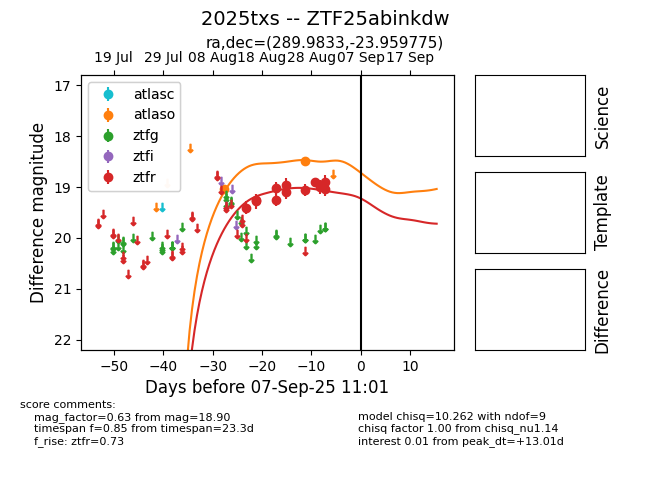 2025txs -- ZTF25abinkdw
ra,dec=(289.9833,-23.959775)
19 Jul 29 Jul 08 Aug 18 Aug 28 Aug 07 Sep 17 Sep
17
18
19
20
21
22
Difference magnitude
atlasc
atlaso
ztfg
ztfi
ztfr
−50 −40 −30 −20 −10 0 10
Days before 07-Sep-25 11:01
Science
Template
Difference
score comments:
mag_factor=0.63 from mag=18.90
timespan f=0.85 from timespan=23.3d
f_rise: ztfr=0.73
model chisq=10.262 with ndof=9
chisq factor 1.00 from chisq_nu1.14
interest 0.01 from peak_dt=+13.01d